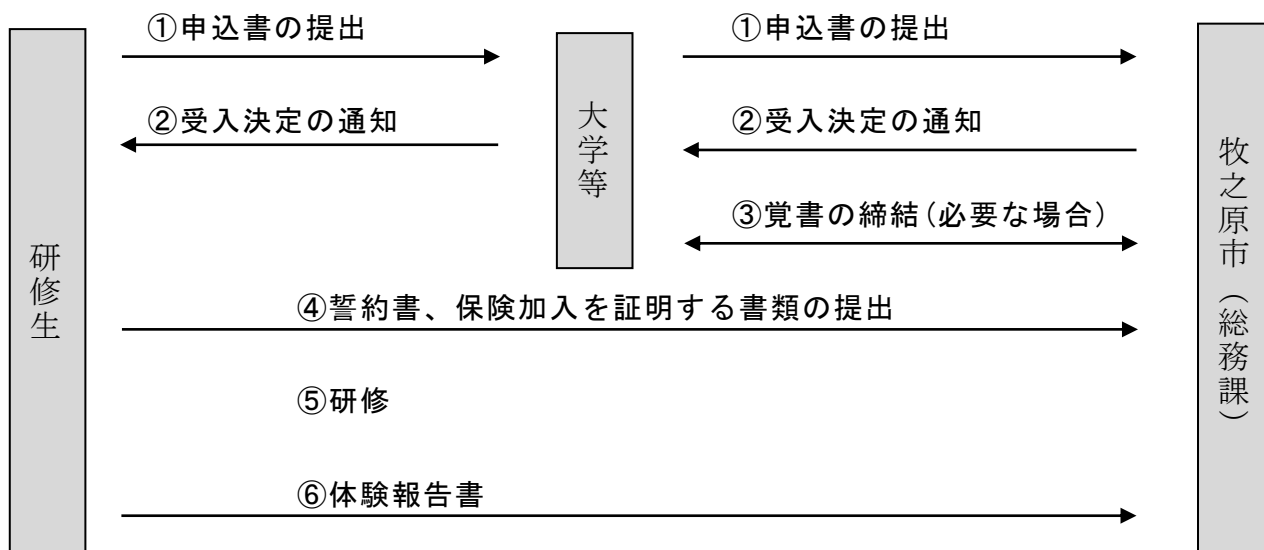 ①申込書の提出
①申込書の提出
②受入決定の通知
②受入決定の通知
大学等
③覚書の締結(必要な場合)
研修生
牧之原市(総務課)
④誓約書、保険加入を証明する書類の提出
⑤研修
⑥体験報告書